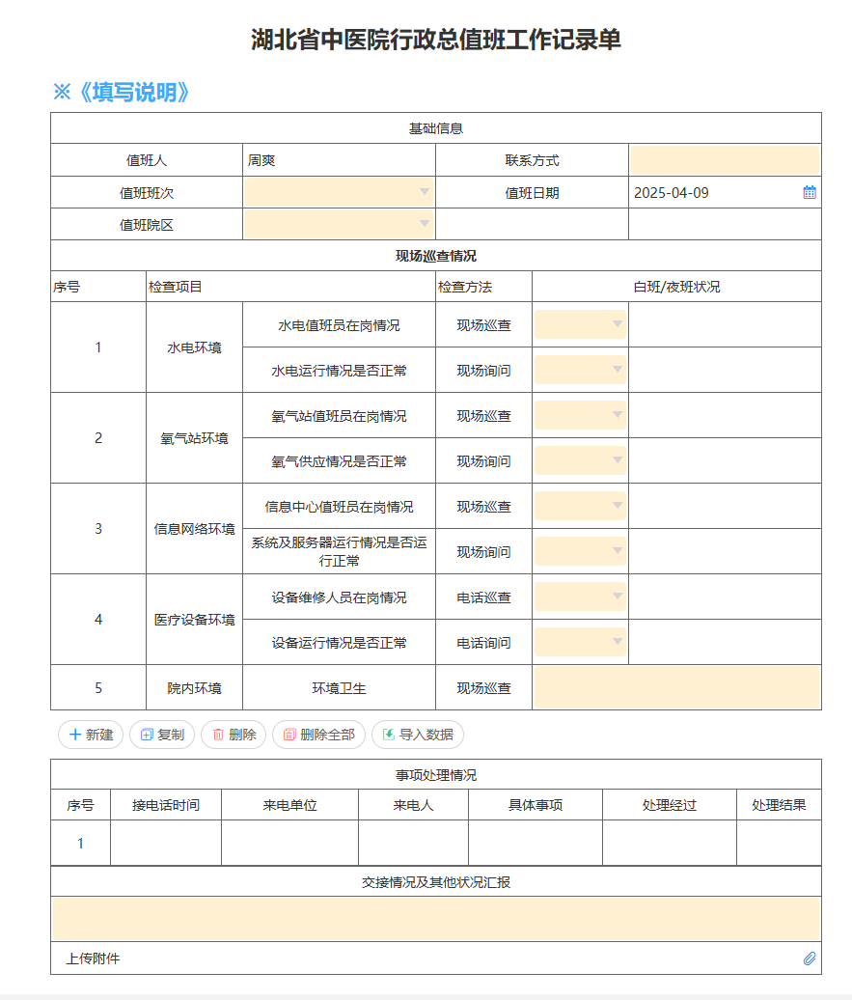 湖北省中医院行政总值班工作记录单
※《填写说明》
基础信息
值班人 周爽 联系方式
值班班次 值班日期 2025-04-09
值班院区
现场巡查情况
序号 检查项目 检查方法 白班/夜班状况
1 水电环境 水电值班员在岗情况 现场巡查
水电运行情况是否正常 现场询问
2 氧气站环境 氧气站值班员在岗情况 现场巡查
氧气供应情况是否正常 现场询问
3 信息网络环境 信息中心值班员在岗情况 现场巡查
系统及服务器运行情况是否运
行正常 现场询问
4 医疗设备环境 设备维修人员在岗情况 电话巡查
设备运行情况是否正常 电话询问
5 院内环境 环境卫生 现场巡查
新建 复制 删除 删除全部 导入数据
事项处理情况
序号 接电话时间 来电单位 来电人 具体事项 处理经过 处理结果
1
交接情况及其他状况汇报
上传附件